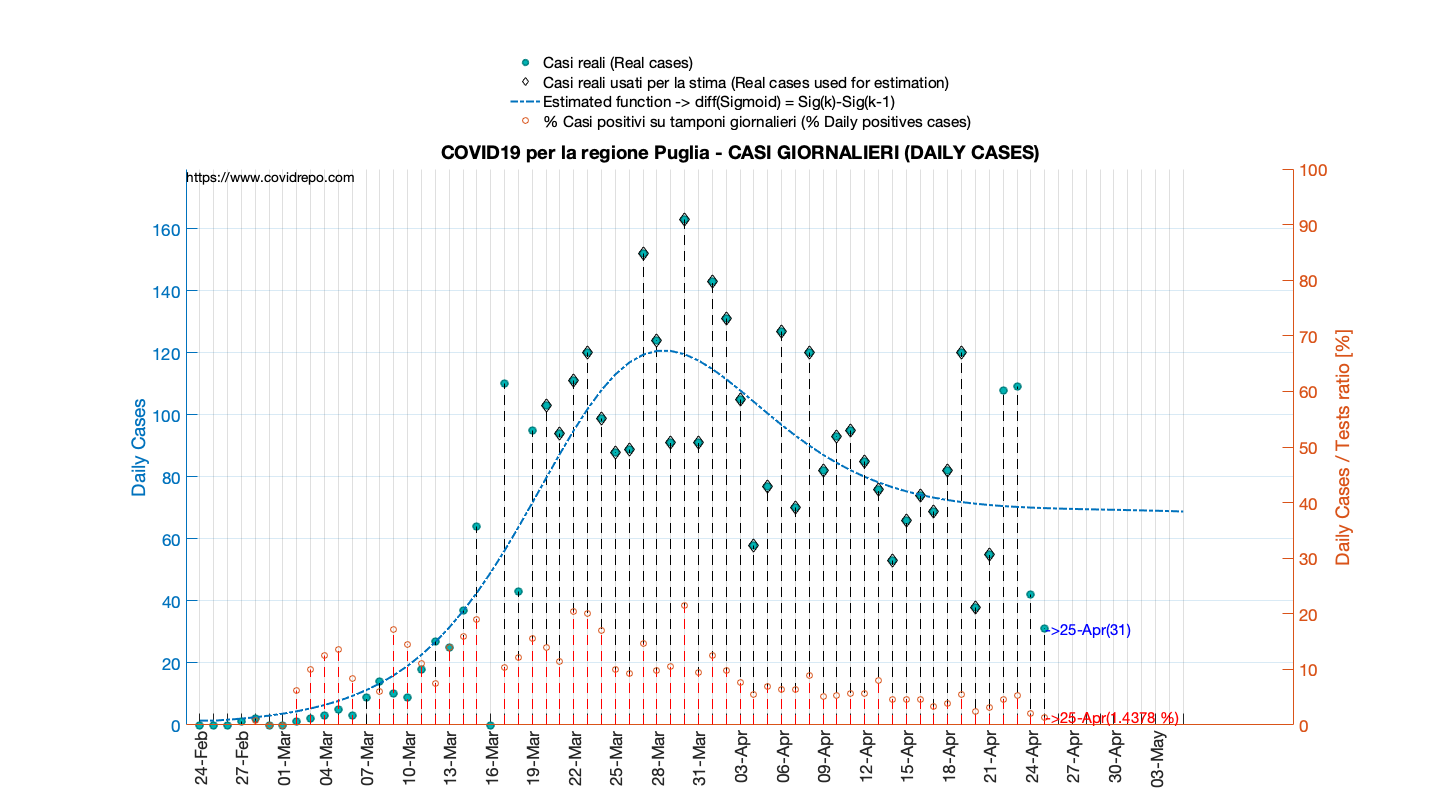 Casi reali (Real cases)
Casi reali usati per la stima (Real cases used for estimation)
Estimated function -> diff(Sigmoid) = Sig(k)-Sig(k-1)
% Casi positivi su tamponi giornalieri (% Daily positives cases)
COVID19 per la regione Puglia - CASI GIORNALIERI (DAILY CASES)
https://www.covidrepo.com
Daily Cases
160
140
120
100
80
60
40
20
0
100
90
80
70
60
50
40
30
20
10
0
Daily Cases / Tests ratio [%]
->25-Apr(31)
->25-Apr(1.4378 %)
24-Feb
27-Feb
01-Mar
04-Mar
07-Mar
10-Mar
13-Mar
16-Mar
19-Mar
22-Mar
25-Mar
28-Mar
31-Mar
03-Apr
06-Apr
09-Apr
12-Apr
15-Apr
18-Apr
21-Apr
24-Apr
27-Apr
30-Apr
03-May